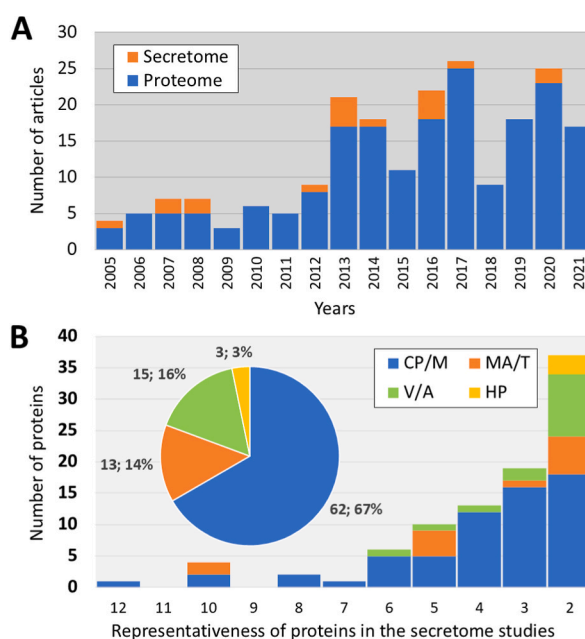 A
Number of articles
30
25
20
15
10
5
0
Secretome
Proteome
2005 2006 2007 2008 2009 2010 2011 2012 2013 2014 2015 2016 2017 2018 2019 2020 2021
Years
B
Number of proteins
40
35
30
25
20
15
10
5
0
3; 3%
15; 16%
13; 14%
62; 67%
CP/M MA/T
V/A HP
12 11 10 9 8 7 6 5 4 3 2
Representativeness of proteins in the secretome studies